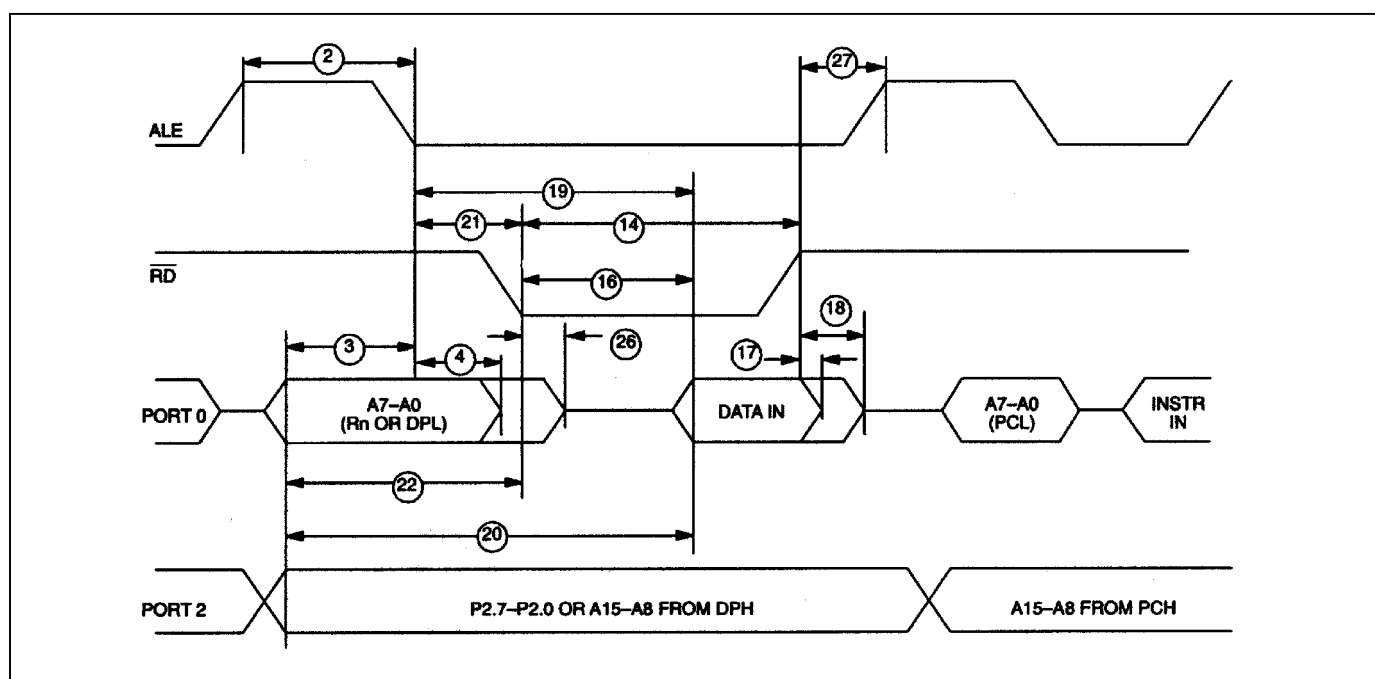 2
27
ALE
19
21
14
RD
16
18
3
4
26
17
PORT 0
A7–A0
(Rn OR DPL)
DATA IN
A7–A0
(PCL)
INSTR
IN
22
20
PORT 2
P2.7–P2.0 OR A15–A8 FROM DPH
A15–A8 FROM PCH